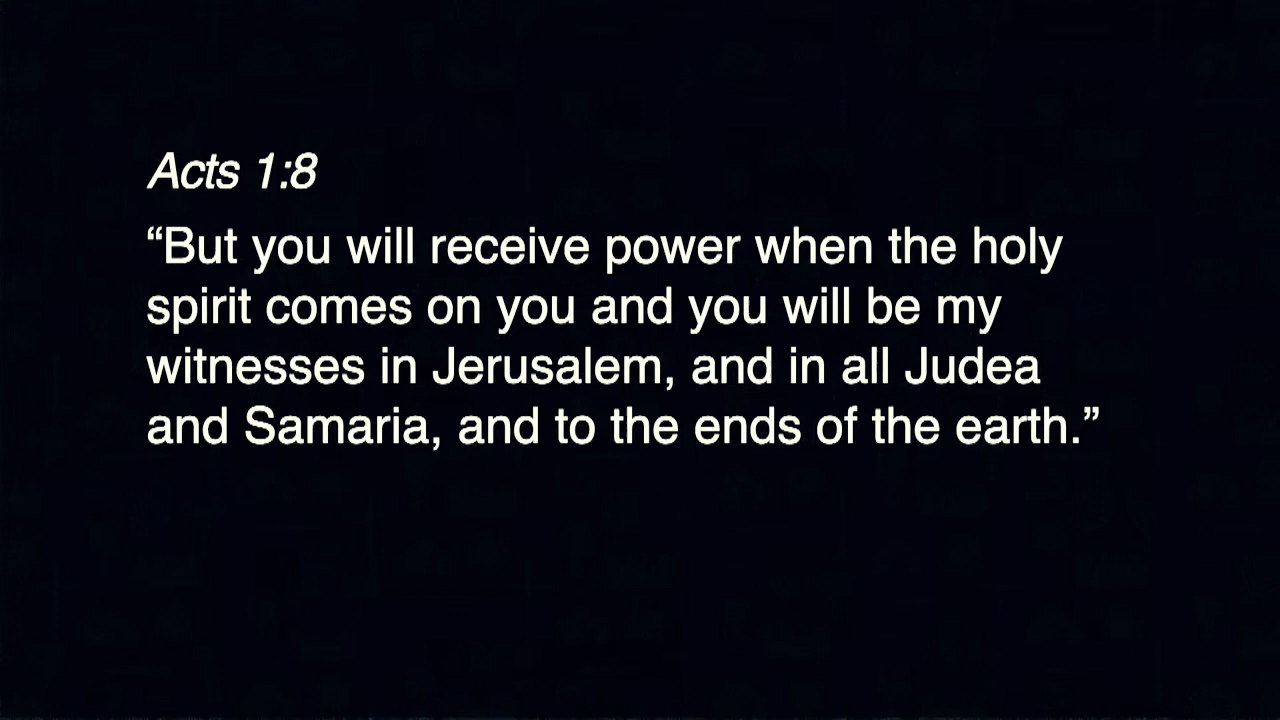 Acts 1:8
“But you will receive power when the holy
spirit comes on you and you will be my
witnesses in Jerusalem, and in all Judea
and Samaria, and to the ends of the earth.”